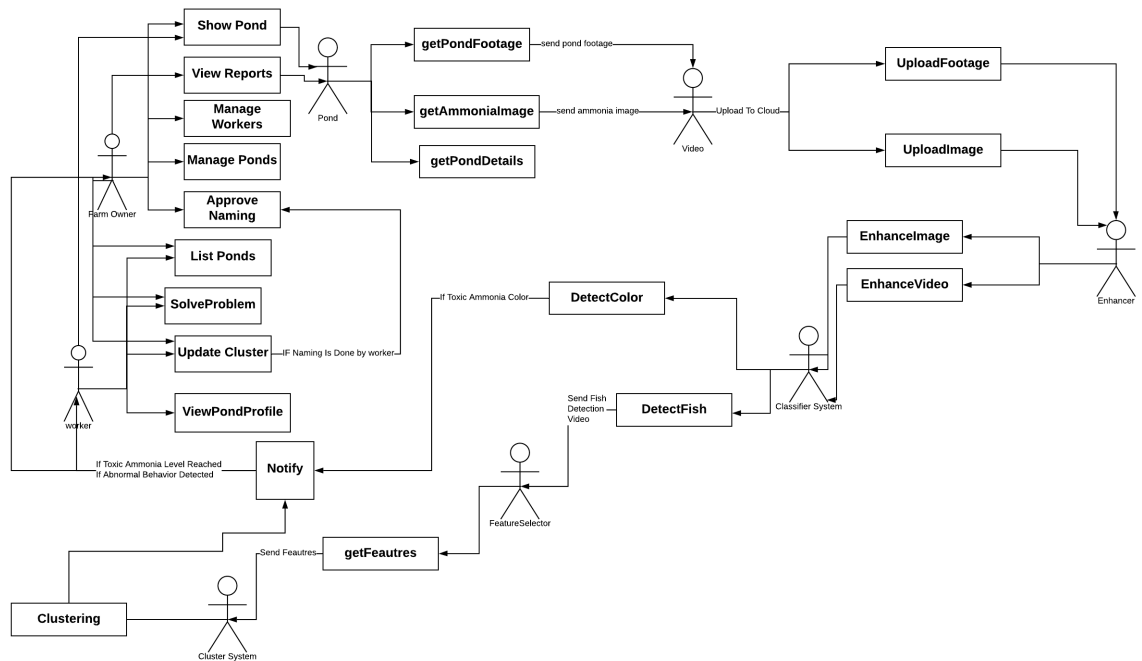 Show Pond
View Reports
Manage
Workers
Manage Ponds
Approve
Naming
List Ponds
SolveProblem
Update Cluster
ViewPondProfile
Farm Owner
worker
Pond
getPondFootage
getAmmoniaImage
getPondDetails
send pond footage
send ammonia image
Video
Upload To Cloud
UploadFootage
UploadImage
EnhanceImage
EnhanceVideo
Enhancer
IF Naming Is Done by worker
If Toxic Ammonia Color
DetectColor
Classifier System
DetectFish
Send Fish
Detection
Video
If Toxic Ammonia Level Reached
If Abnormal Behavior Detected
Notify
FeatureSelector
getFeautres
Send Feautres
Clustering
Cluster System